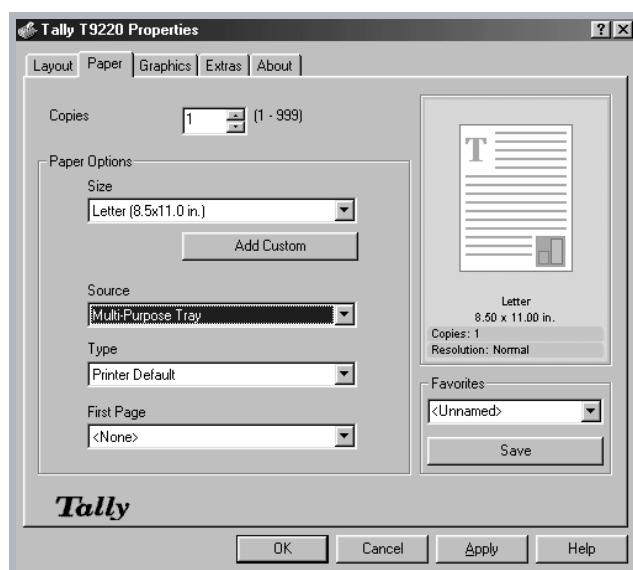 Tally T9220 Properties
Layout Paper Graphics Extras About
Copies 1 (1 - 999)
Paper Options
Size
Letter (8.5x11.0 in.)
Add Custom
Source
Multi-Purpose Tray
Type
Printer Default
First Page
<None>
T
Letter
8.50 x 11.00 in.
Copies: 1
Resolution: Normal
Favorites
<Unnamed>
Save
Tally
OK Cancel Apply Help